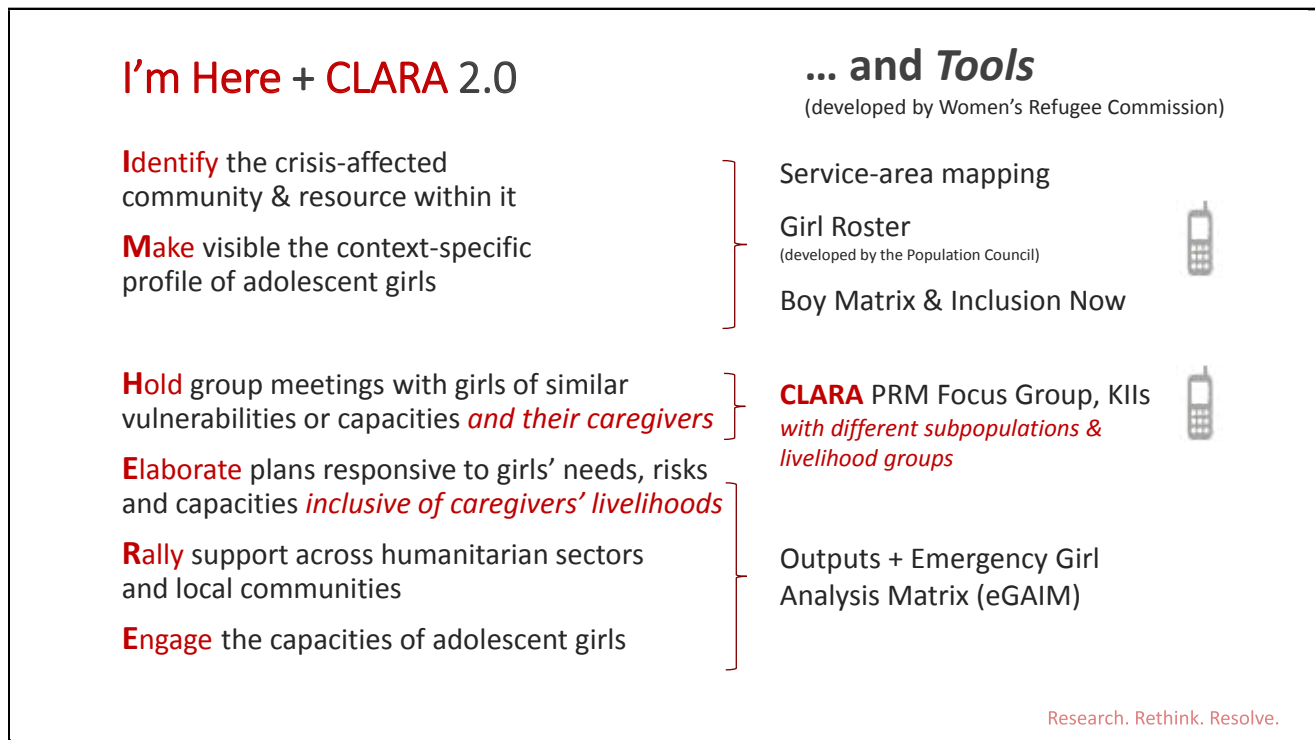 I'm Here + CLARA 2.0
Identify the crisis-affected
community & resource within it
Make visible the context-specific
profile of adolescent girls
Hold group meetings with girls of similar
vulnerabilities or capacities and their caregivers
Elaborate plans responsive to girls' needs, risks
and capacities inclusive of caregivers' livelihoods
Rally support across humanitarian sectors
and local communities
Engage the capacities of adolescent girls
... and Tools
(developed by Women's Refugee Commission)
Service-area mapping
Girl Roster
(developed by the Population Council)
Boy Matrix & Inclusion Now
CLARA PRM Focus Group, KIIs
with different subpopulations &
livelihood groups
Outputs + Emergency Girl
Analysis Matrix (eGAIM)
Research. Rethink. Resolve.